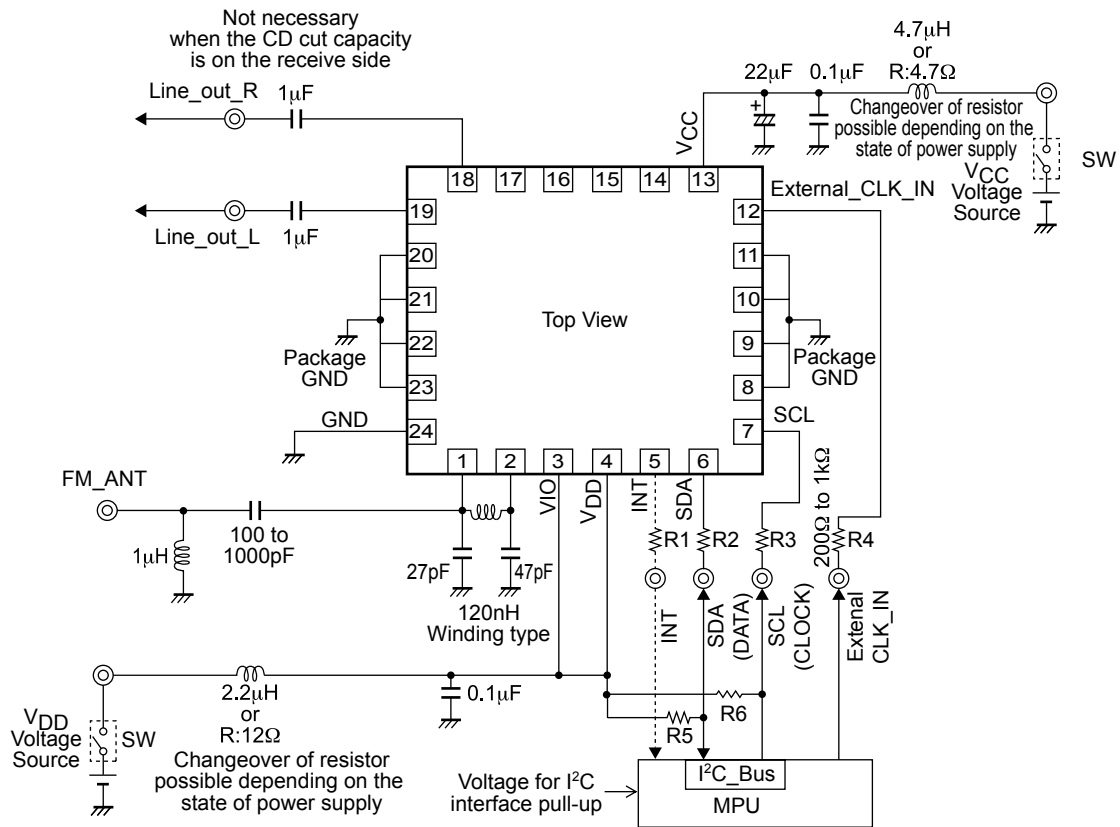 Not necessary
when the CD cut capacity
is on the receive side
Line_out_R
1μF
4.7μH
or
R:4.7Ω
22μF
0.1μF
+
Changeover of resistor
possible depending on the
state of power supply
SW
VCC
Voltage
Source
VCC
External_CLK_IN
18
17
16
15
14
13
19
20
21
22
23
24
12
11
10
9
8
7
1
2
3
4
5
6
Top View
Line_out_L
1μF
Package
GND
Package
GND
GND
SCL
FM_ANT
1μH
100 to
1000pF
27pF
47pF
120nH
Winding type
VIO
VDD
INT
SDA
200Ω to 1kΩ
R1
R2
R3
R4
INT
SDA
(DATA)
SCL
(CLOCK)
Extenal
CLK_IN
2.2μH
or
R:12Ω
0.1μF
R6
R5
VDD
Voltage
Source
SW
Changeover of resistor
possible depending on the
state of power supply
Voltage for I²C
interface pull-up
I²C_Bus
MPU